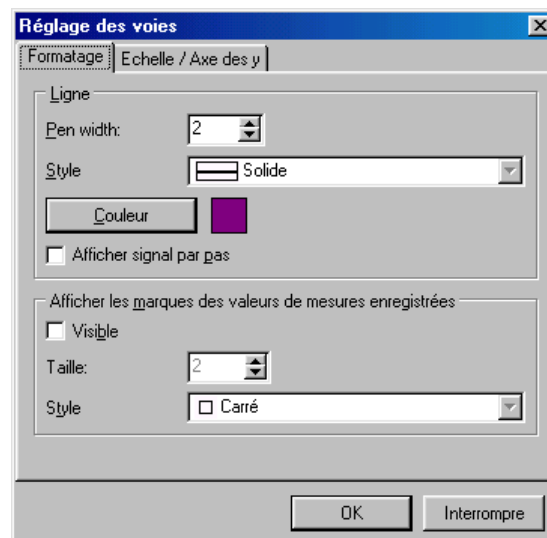 Réglage des voies
Formatage Echelle / Axe des y
Ligne
Pen width: 2
Style Solide
Couleur
Afficher signal par pas
Afficher les marques des valeurs de mesures enregistrées
Visible
Taille: 2
Style Carré
OK Interrompre